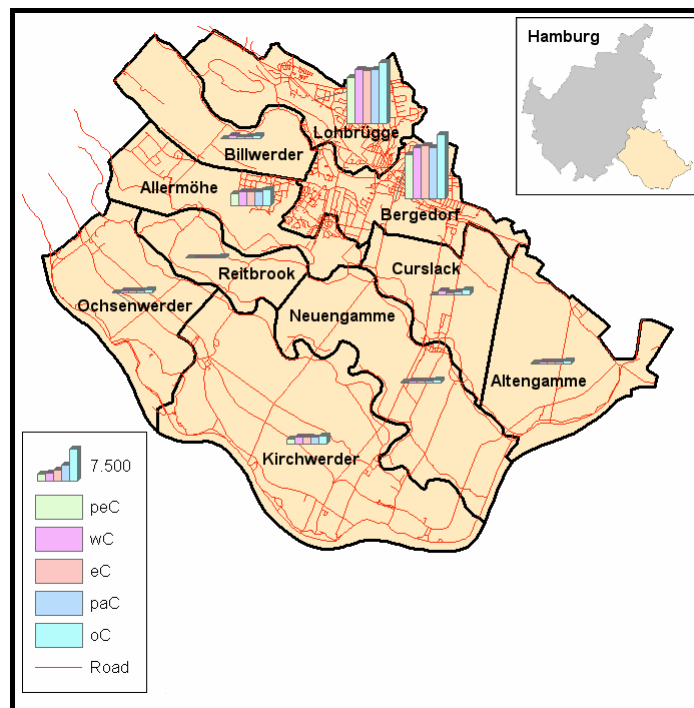 Hamburg
Lohbrügge
Billwerder
Allermöhe
Bergedorf
Reitbrook
Curslack
Ochsenwerder
Neuengamme
Altengamme
Kirchwerder
7.500
peC
wC
eC
paC
oC
Road